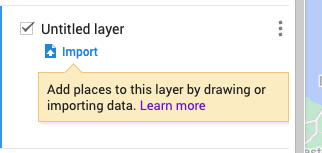 Untitled layer
Import
Add places to this layer by drawing or
importing data. Learn more